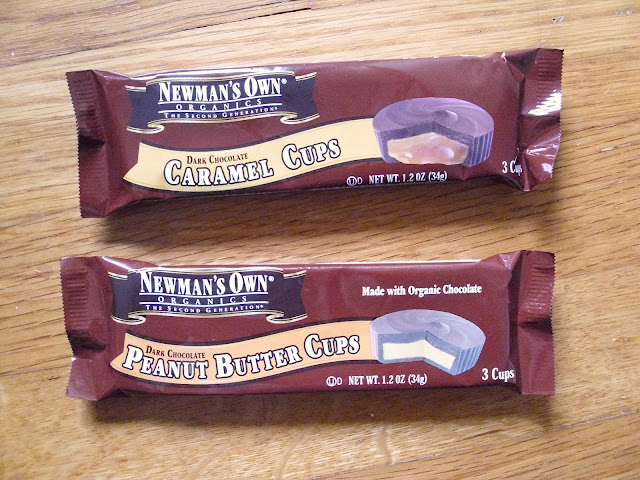 NEWMAN'S OWN®
ORGANICS
THE SECOND GENERATION®
DARK CHOCOLATE
CARAMEL CUPS
ⓊD NET WT. 1.2 OZ (34g)
3 Cups
NEWMAN'S OWN®
ORGANICS
THE SECOND GENERATION®
Made with Organic Chocolate
DARK CHOCOLATE
PEANUT BUTTER CUPS
ⓊD NET WT. 1.2 OZ (34g)
3 Cups